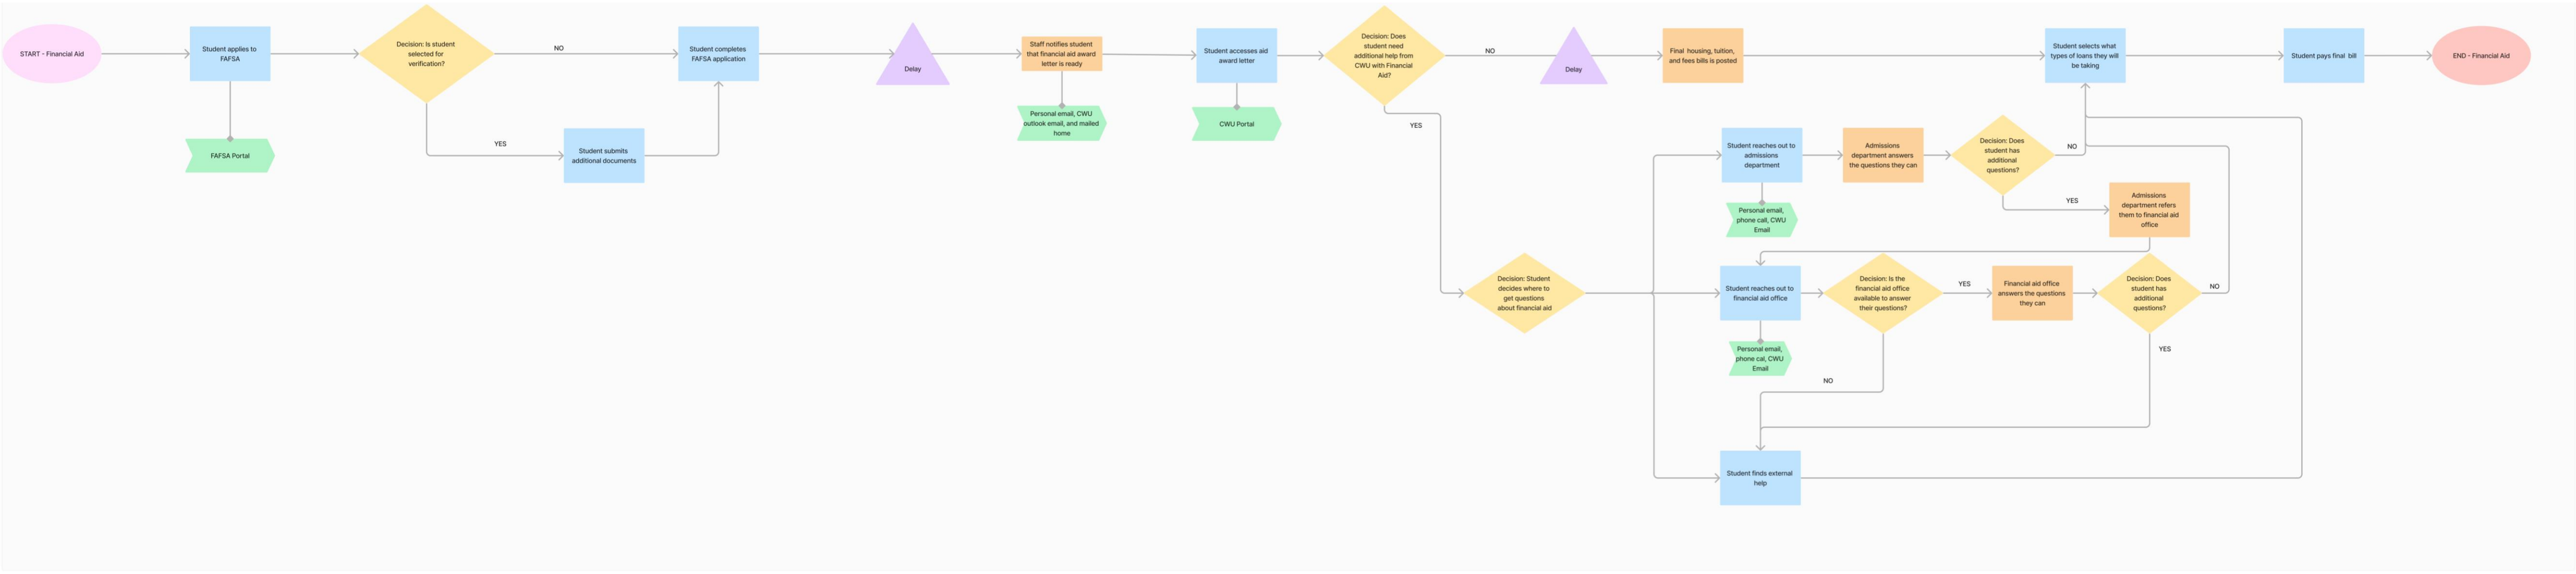 START - Financial Aid
Student applies to
FAFSA
FAFSA Portal
Decision: Is student
selected for
verification?
NO
YES
Student submits
additional documents
Student completes
FAFSA application
Delay
Staff notifies student
that financial aid award
letter is ready
Personal email, CWU
outlook email, and mailed
home
Student accesses aid
award letter
CWU Portal
Decision: Does
student need
additional help from
CWU with Financial
Aid?
NO
YES
Delay
Final housing, tuition,
and fees bills is posted
Student selects what
types of loans they will
be taking
Student pays final bill
END - Financial Aid
Decision: Student
decides where to
get questions
about financial aid
Student reaches out to
admissions
department
Personal email,
phone call, CWU
Email
Admissions
department answers
the questions they can
Decision: Does
student has
additional
questions?
NO
YES
Admissions
department refers
them to financial aid
office
Student reaches out to
financial aid office
Personal email,
phone cal, CWU
Email
Decision: Is the
financial aid office
available to answer
their questions?
YES
NO
Financial aid office
answers the questions
they can
Decision: Does
student has
additional
questions?
NO
YES
Student finds external
help